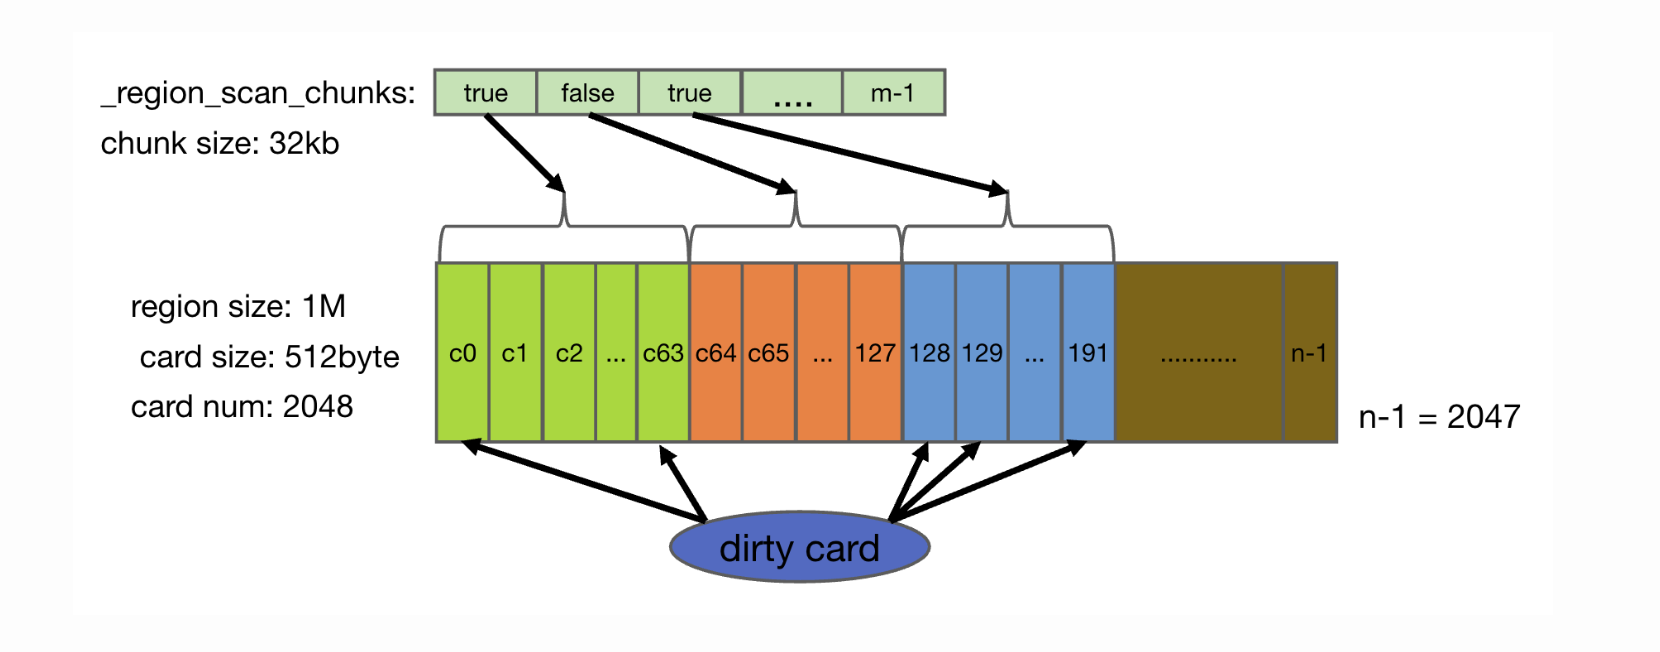 _region_scan_chunks: true false true .... m-1
chunk size: 32kb
region size: 1M
card size: 512byte
card num: 2048
c0 c1 c2 ... c63 c64 c65 ... 127 128 129 ... 191 ........... n-1
n-1 = 2047
dirty card